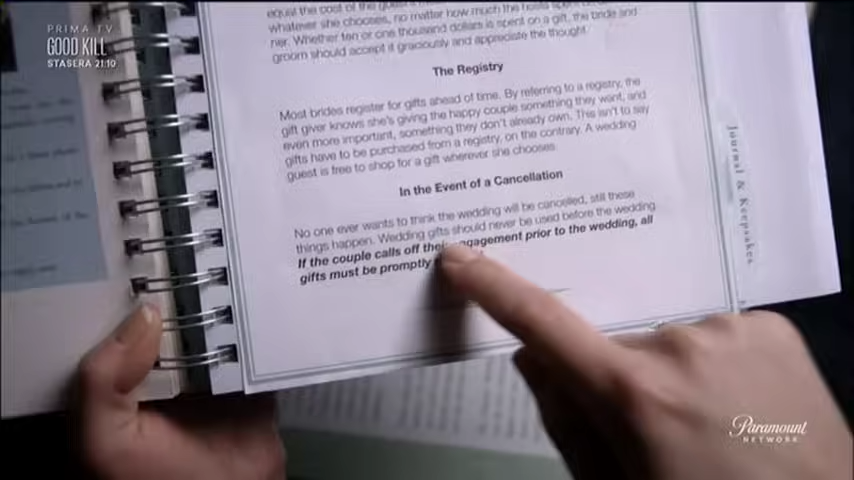 PRIMA TV
GOOD KILL
STASERA 21:10
equal the cost of the
whatever she chooses, no matter how much the hosts
ner. Whether ten or one thousand dollars is spent on a gift, the bride and
groom should accept it graciously and appreciate the thought.
The Registry
Most brides register for gifts ahead of time. By referring to a registry, the
gift giver knows she's giving the happy couple something they want, and
even more important, something they don't already own. This isn't to say
gifts have to be purchased from a registry, on the contrary. A wedding
guest is free to shop for a gift wherever she chooses.
In the Event of a Cancellation
No one ever wants to think the wedding will be cancelled, still these
things happen. Wedding gifts should never be used before the wedding.
If the couple calls off their engagement prior to the wedding, all
gifts must be promptly
Journal & Keepsakes
Paramount
NETWORK